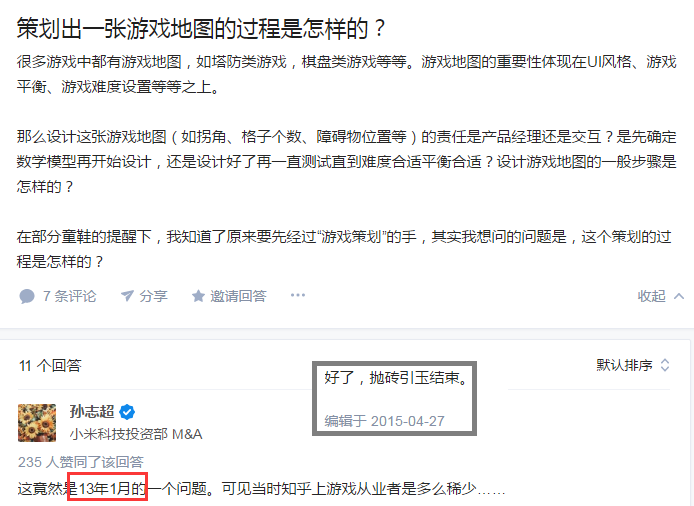 策划出一张游戏地图的过程是怎样的？
很多游戏中都有游戏地图，如塔防类游戏，棋盘类游戏等等。游戏地图的重要性体现在UI风格、游戏
平衡、游戏难度设置等等之上。
那么设计这张游戏地图（如拐角、格子个数、障碍物位置等）的责任是产品经理还是交互？是先确定
数学模型再开始设计，还是设计好了再一直测试直到难度合适平衡合适？设计游戏地图的一般步骤是
怎样的？
在部分童鞋的提醒下，我知道了原来要先经过“游戏策划”的手，其实我想问的问题是，这个策划的过
程是怎样的？
7 条评论 分享 邀请回答 ··· 收起
11 个回答 默认排序
好了，抛砖引玉结束。
编辑于 2015-04-27
孙志超
小米科技投资部 M&A
235 人赞同了该回答
这竟然是13年1月的一个问题。可见当时知乎上游戏从业者是多么稀少……